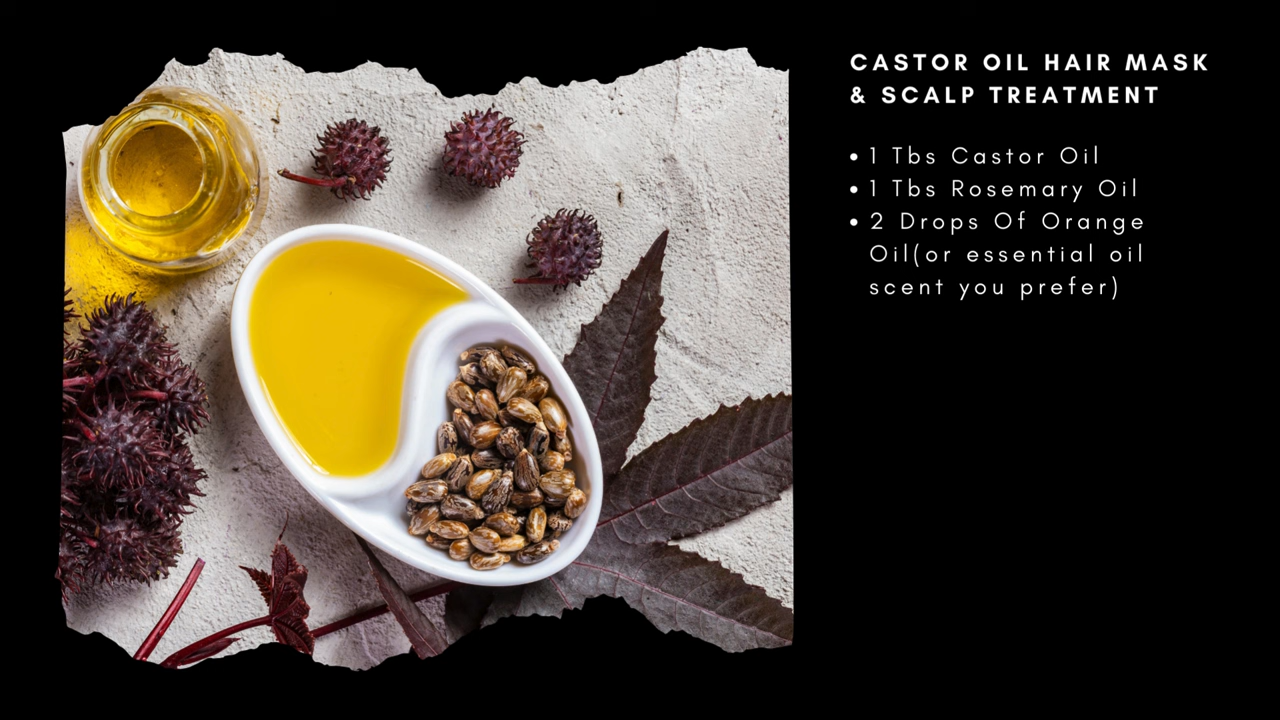 CASTOR OIL HAIR MASK
& SCALP TREATMENT
• 1 Tbs Castor Oil
• 1 Tbs Rosemary Oil
• 2 Drops Of Orange
Oil(or essential oil
scent you prefer)